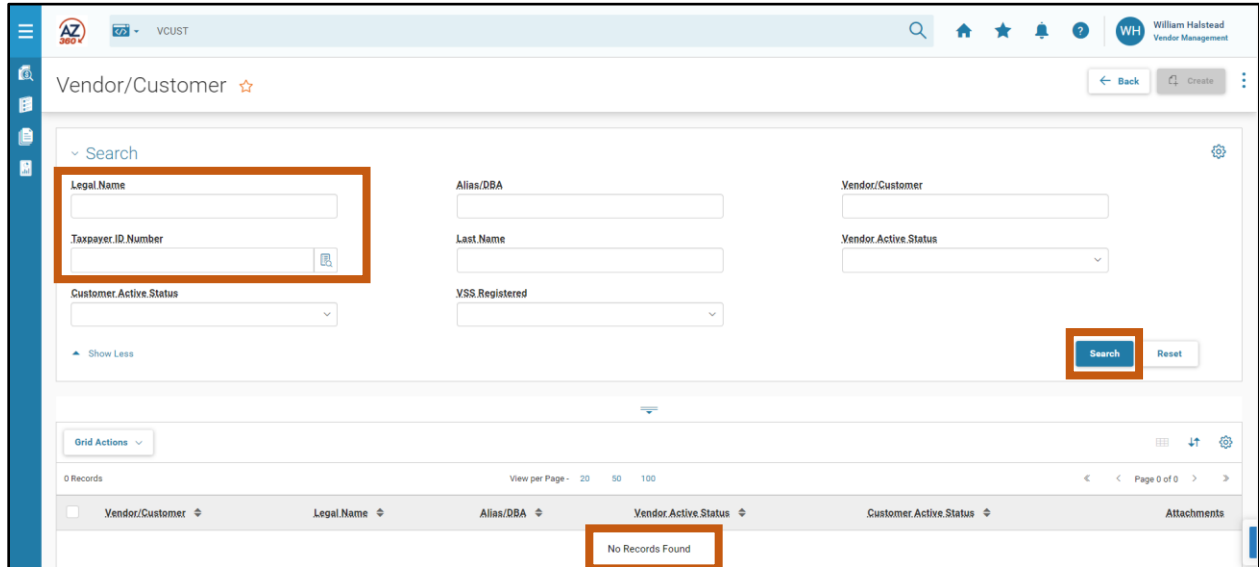 AZ 360 VCUST WH William Halstead
Vendor Management
Vendor/Customer Back Create
Search
Legal Name Alias/DBA Vendor/Customer
Taxpayer ID Number Last Name Vendor Active Status
Customer Active Status VSS Registered
Show Less Search Reset
Grid Actions
0 Records View per Page - 20 50 100 Page 0 of 0
Vendor/Customer Legal Name Alias/DBA Vendor Active Status Customer Active Status Attachments
No Records Found